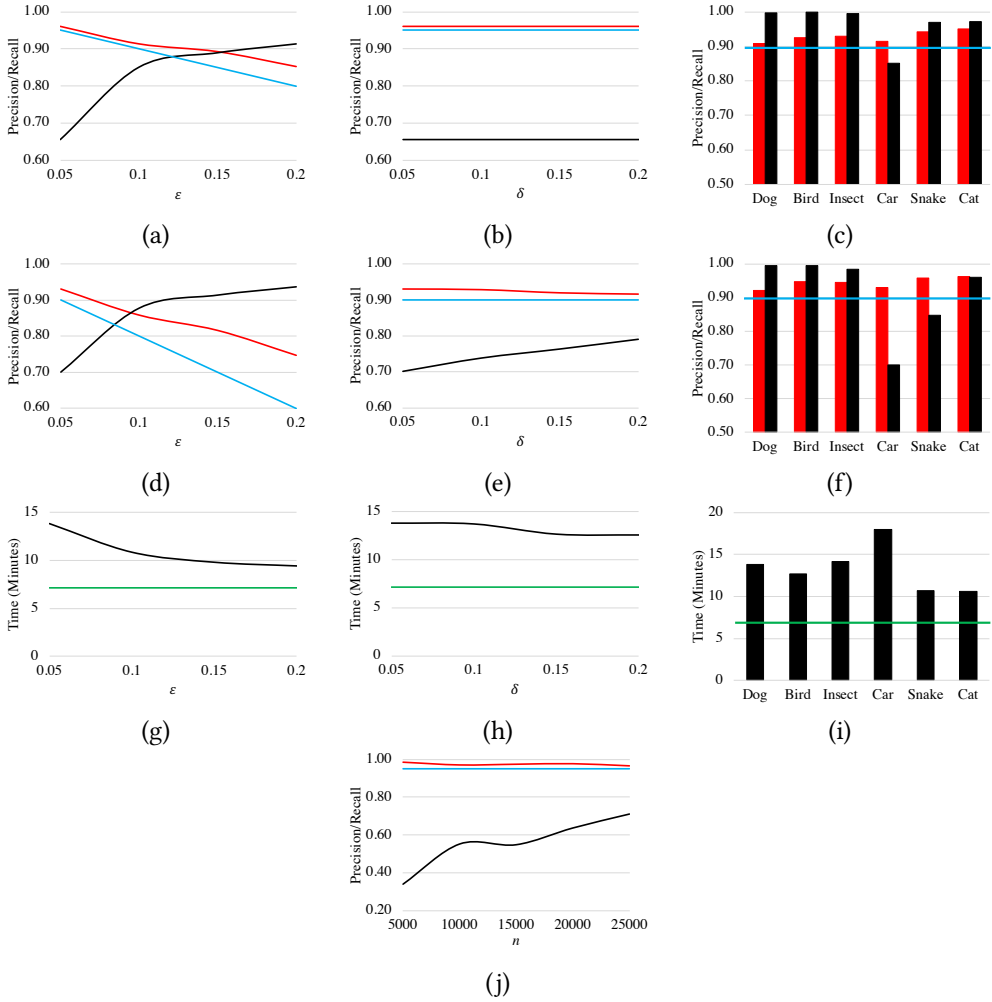 Precision/Recall
1.00
0.90
0.80
0.70
0.60
0.05 0.1 0.15 0.2
ε
(a)
Precision/Recall
1.00
0.90
0.80
0.70
0.60
0.05 0.1 0.15 0.2
δ
(b)
Precision/Recall
1.00
0.90
0.80
0.70
0.60
0.50
Dog Bird Insect Car Snake Cat
(c)
Precision/Recall
1.00
0.90
0.80
0.70
0.60
0.05 0.1 0.15 0.2
ε
(d)
Precision/Recall
1.00
0.90
0.80
0.70
0.60
0.05 0.1 0.15 0.2
δ
(e)
Precision/Recall
1.00
0.90
0.80
0.70
0.60
0.50
Dog Bird Insect Car Snake Cat
(f)
Time (Minutes)
15
10
5
0
0.05 0.1 0.15 0.2
ε
(g)
Time (Minutes)
15
10
5
0
0.05 0.1 0.15 0.2
δ
(h)
Time (Minutes)
20
15
10
5
0
Dog Bird Insect Car Snake Cat
(i)
Precision/Recall
1.00
0.80
0.60
0.40
0.20
5000 10000 15000 20000 25000
n
(j)